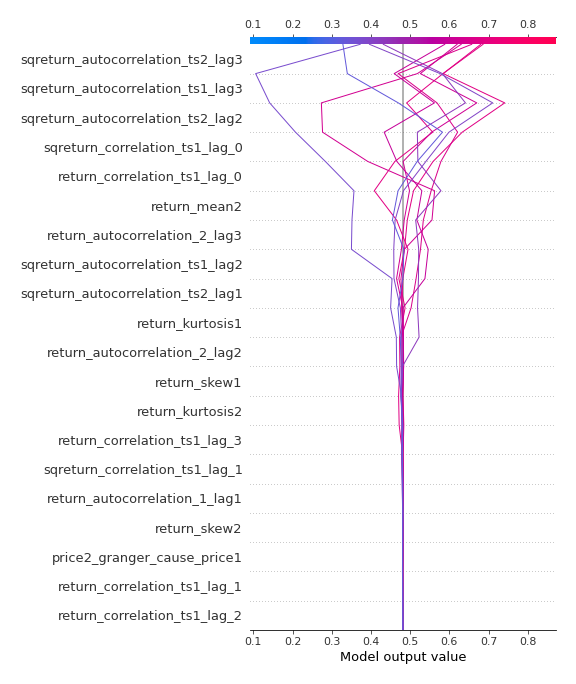 0.1 0.2 0.3 0.4 0.5 0.6 0.7 0.8
sqreturn_autocorrelation_ts2_lag3
sqreturn_autocorrelation_ts1_lag3
sqreturn_autocorrelation_ts2_lag2
sqreturn_correlation_ts1_lag_0
return_correlation_ts1_lag_0
return_mean2
return_autocorrelation_2_lag3
sqreturn_autocorrelation_ts1_lag2
sqreturn_autocorrelation_ts2_lag1
return_kurtosis1
return_autocorrelation_2_lag2
return_skew1
return_kurtosis2
return_correlation_ts1_lag_3
sqreturn_correlation_ts1_lag_1
return_autocorrelation_1_lag1
return_skew2
price2_granger_cause_price1
return_correlation_ts1_lag_1
return_correlation_ts1_lag_2
0.1 0.2 0.3 0.4 0.5 0.6 0.7 0.8
Model output value